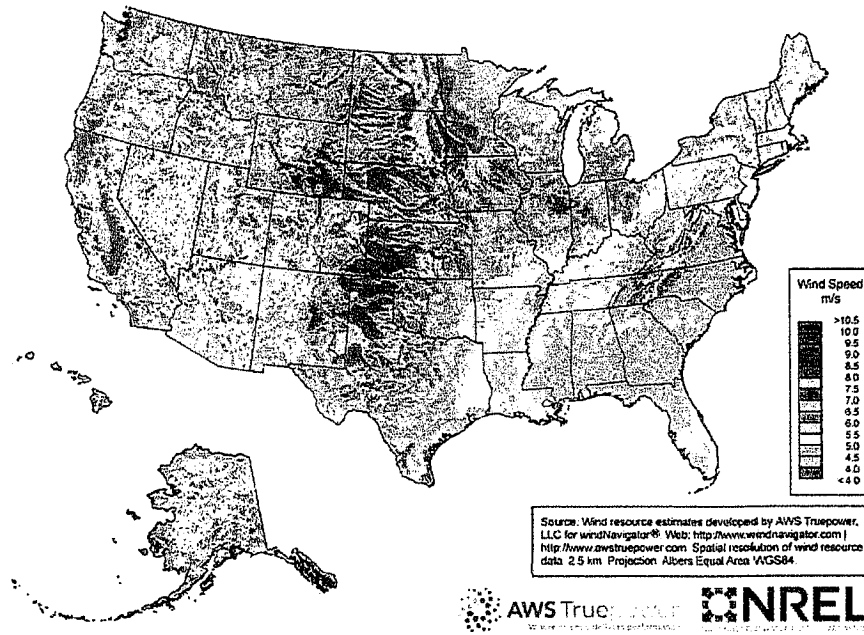 Wind Speed
m/s
>10.5
10.0
9.5
9.0
8.5
8.0
7.5
7.0
6.5
6.0
5.5
5.0
4.5
4.0
<4.0
Source: Wind resource estimates developed by AWS Truepower,
LLC for windNavigator®. Web: http://www.windnavigator.com |
http://www.awstruepower.com. Spatial resolution of wind resource
data: 2.5 km. Projection: Albers Equal Area WGS84.
AWS Truepower
NREL